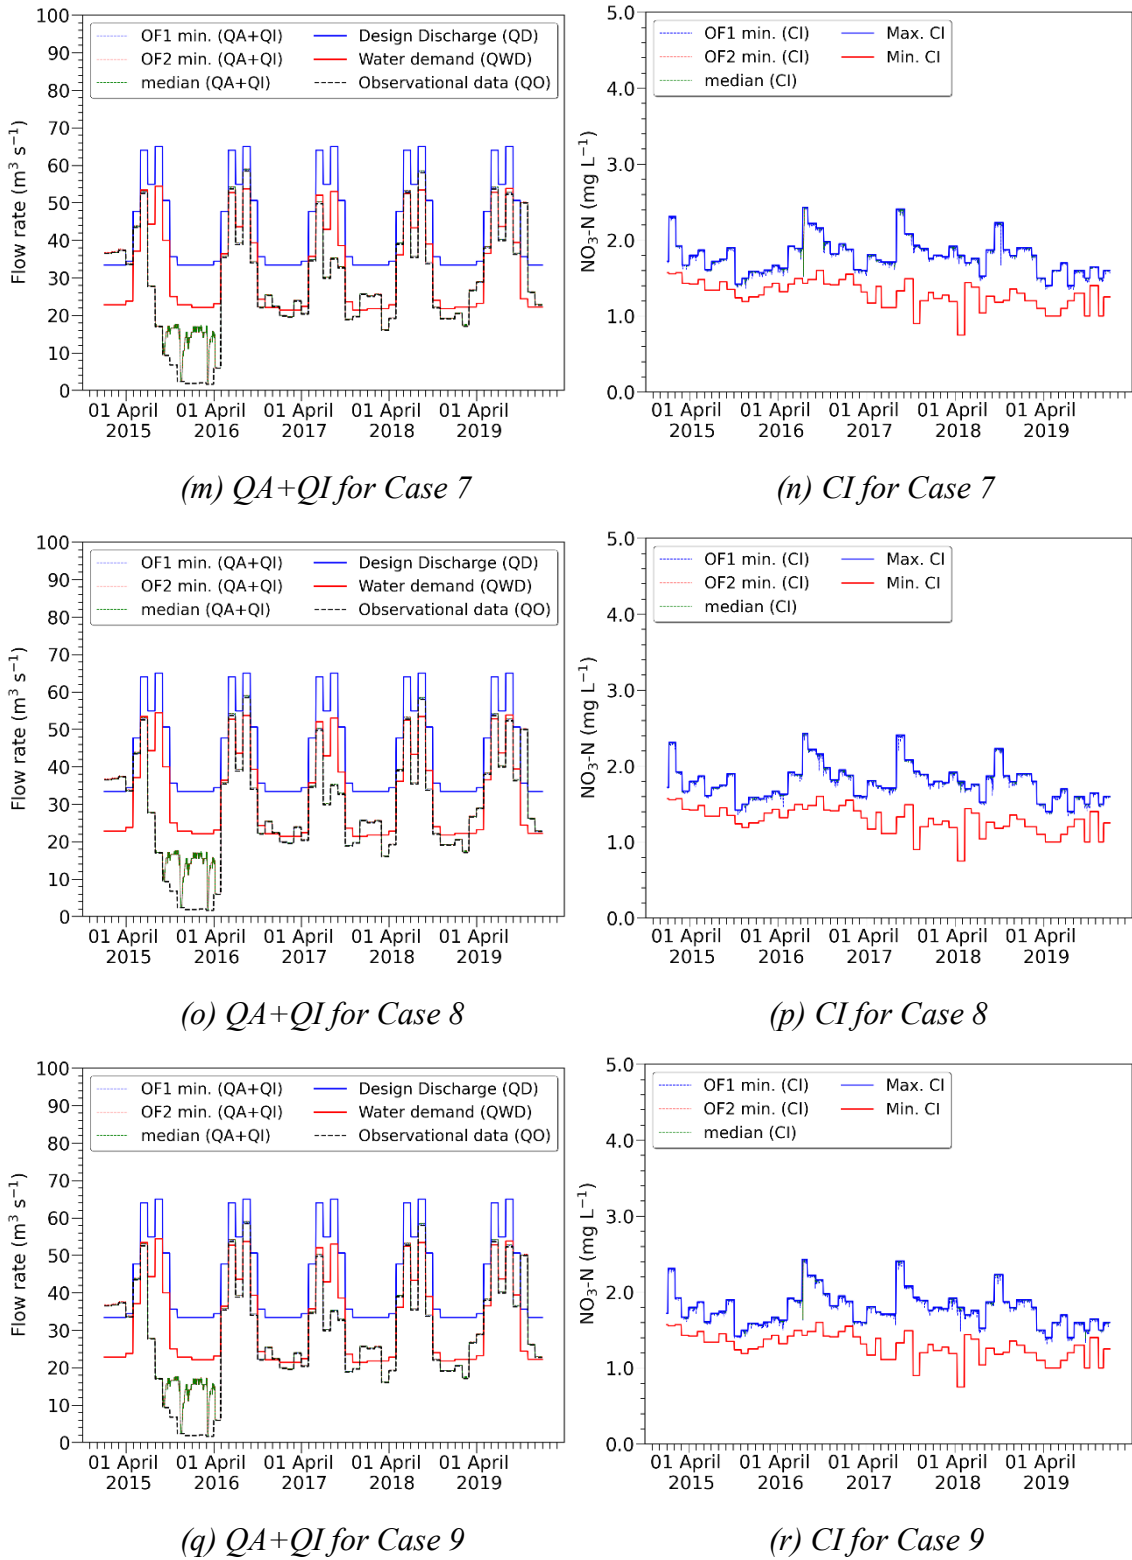 OF1 min. (QA+QI)
OF2 min. (QA+QI)
median (QA+QI)
Design Discharge (QD)
Water demand (QWD)
Observational data (QO)
Flow rate (m³ s⁻¹)
100
90
80
70
60
50
40
30
20
10
0
01 April 2015
01 April 2016
01 April 2017
01 April 2018
01 April 2019
(m) QA+QI for Case 7
OF1 min. (CI)
OF2 min. (CI)
median (CI)
Max. CI
Min. CI
NO₃-N (mg L⁻¹)
5.0
4.0
3.0
2.0
1.0
0.0
01 April 2015
01 April 2016
01 April 2017
01 April 2018
01 April 2019
(n) CI for Case 7
OF1 min. (QA+QI)
OF2 min. (QA+QI)
median (QA+QI)
Design Discharge (QD)
Water demand (QWD)
Observational data (QO)
Flow rate (m³ s⁻¹)
100
90
80
70
60
50
40
30
20
10
0
01 April 2015
01 April 2016
01 April 2017
01 April 2018
01 April 2019
(o) QA+QI for Case 8
OF1 min. (CI)
OF2 min. (CI)
median (CI)
Max. CI
Min. CI
NO₃-N (mg L⁻¹)
5.0
4.0
3.0
2.0
1.0
0.0
01 April 2015
01 April 2016
01 April 2017
01 April 2018
01 April 2019
(p) CI for Case 8
OF1 min. (QA+QI)
OF2 min. (QA+QI)
median (QA+QI)
Design Discharge (QD)
Water demand (QWD)
Observational data (QO)
Flow rate (m³ s⁻¹)
100
90
80
70
60
50
40
30
20
10
0
01 April 2015
01 April 2016
01 April 2017
01 April 2018
01 April 2019
(q) QA+QI for Case 9
OF1 min. (CI)
OF2 min. (CI)
median (CI)
Max. CI
Min. CI
NO₃-N (mg L⁻¹)
5.0
4.0
3.0
2.0
1.0
0.0
01 April 2015
01 April 2016
01 April 2017
01 April 2018
01 April 2019
(r) CI for Case 9